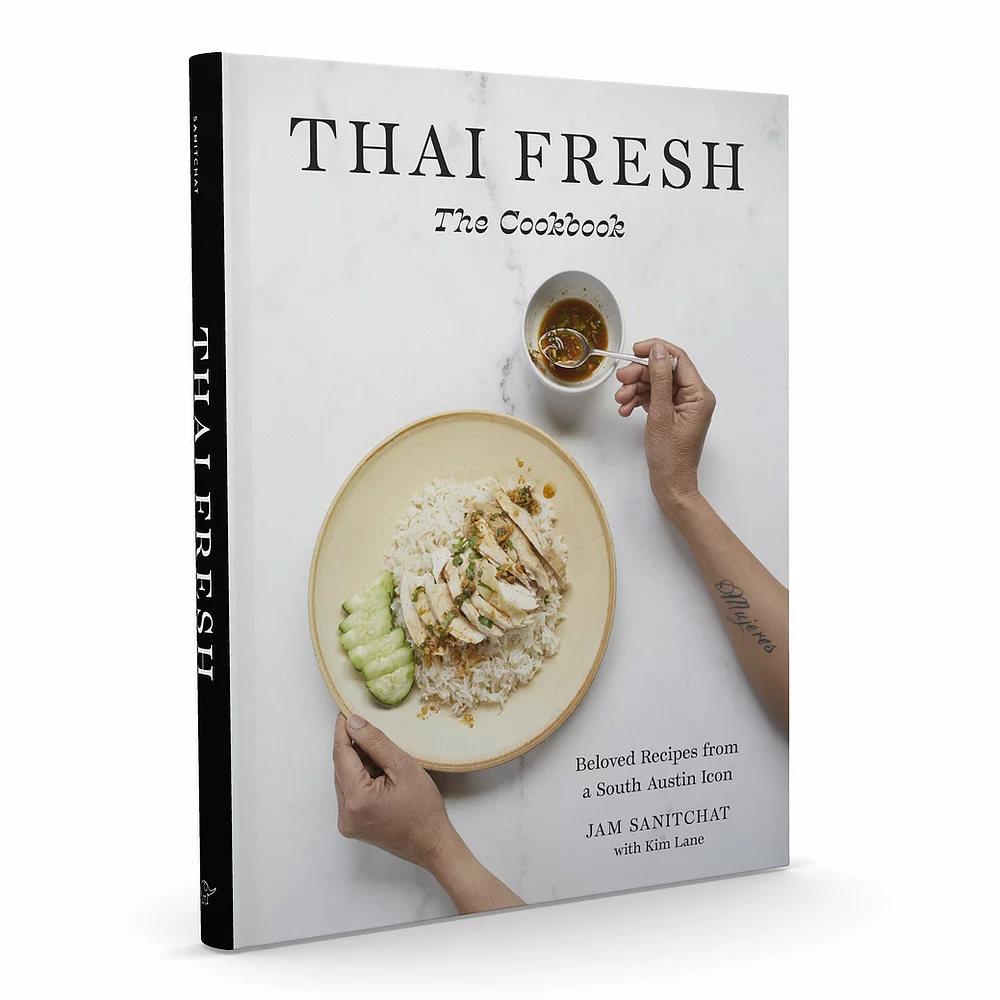 SANITCHAT
THAI FRESH
THAI FRESH
The Cookbook
Mujeres
Beloved Recipes from
a South Austin Icon
JAM SANITCHAT
with Kim Lane